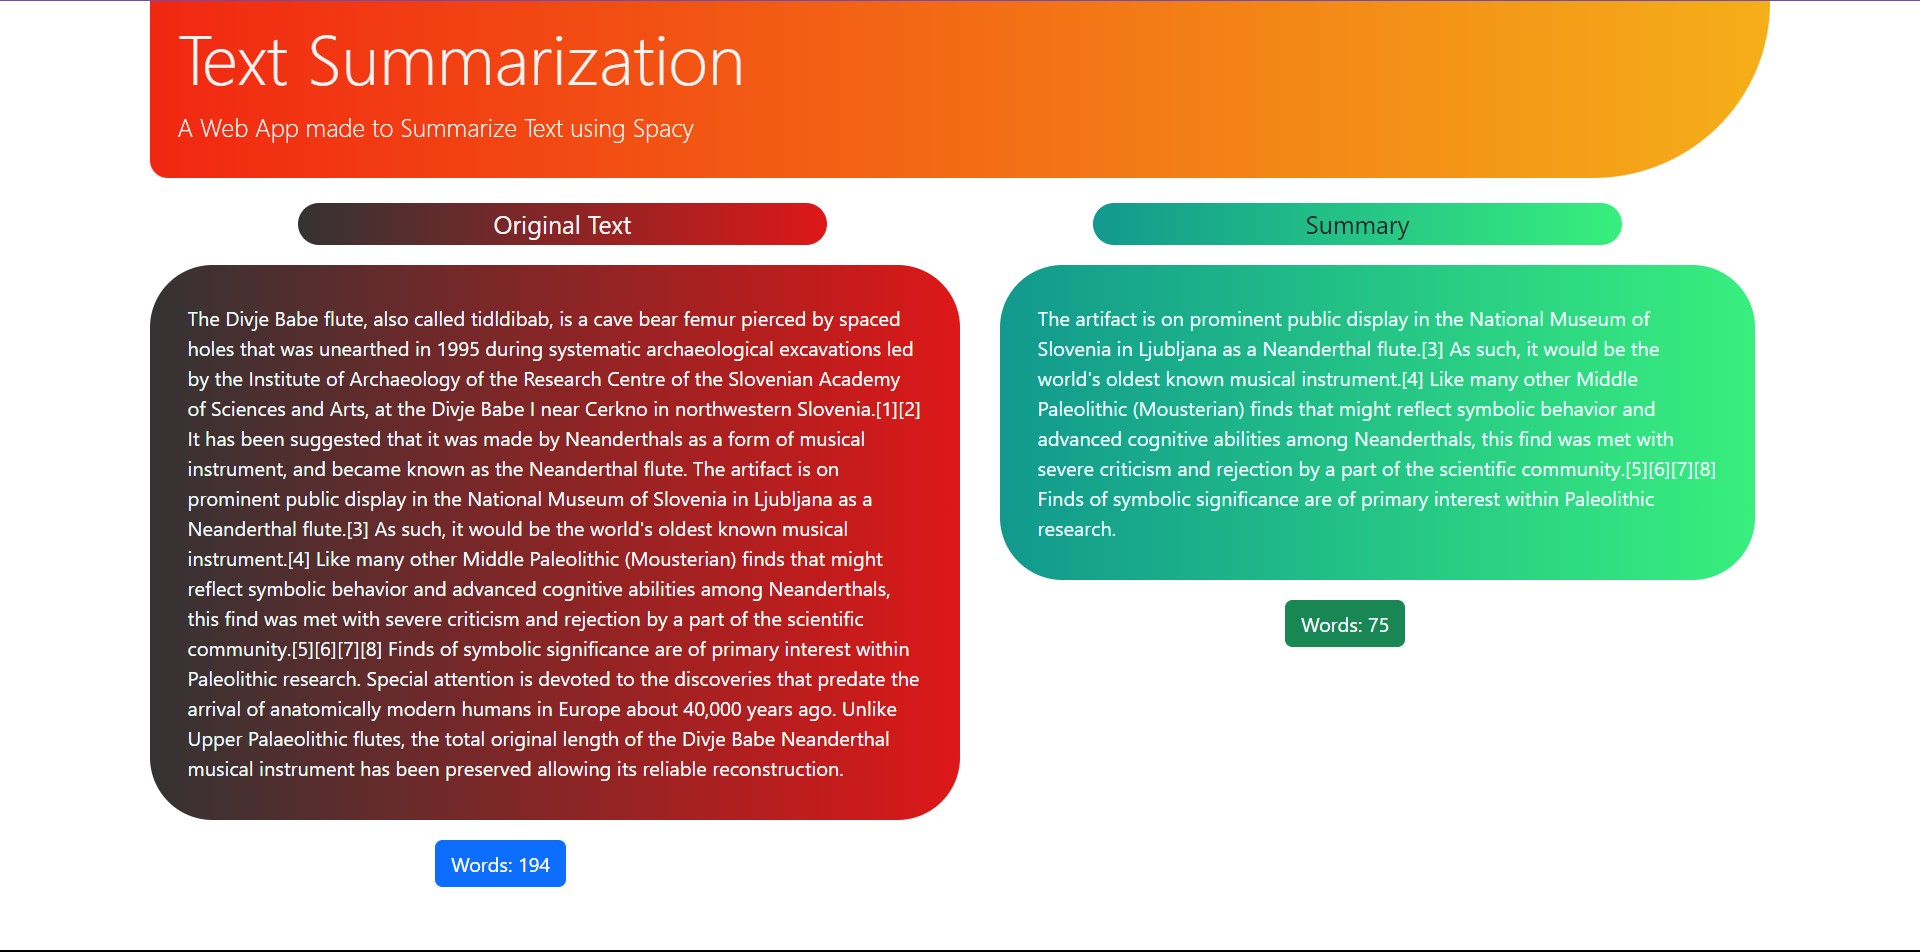 Text Summarization
A Web App made to Summarize Text using Spacy
Original Text
The Divje Babe flute, also called tidldibab, is a cave bear femur pierced by spaced
holes that was unearthed in 1995 during systematic archaeological excavations led
by the Institute of Archaeology of the Research Centre of the Slovenian Academy
of Sciences and Arts, at the Divje Babe I near Cerkno in northwestern Slovenia.[1][2]
It has been suggested that it was made by Neanderthals as a form of musical
instrument, and became known as the Neanderthal flute. The artifact is on
prominent public display in the National Museum of Slovenia in Ljubljana as a
Neanderthal flute.[3] As such, it would be the world's oldest known musical
instrument.[4] Like many other Middle Paleolithic (Mousterian) finds that might
reflect symbolic behavior and advanced cognitive abilities among Neanderthals,
this find was met with severe criticism and rejection by a part of the scientific
community.[5][6][7][8] Finds of symbolic significance are of primary interest within
Paleolithic research. Special attention is devoted to the discoveries that predate the
arrival of anatomically modern humans in Europe about 40,000 years ago. Unlike
Upper Palaeolithic flutes, the total original length of the Divje Babe Neanderthal
musical instrument has been preserved allowing its reliable reconstruction.
Words: 194
Summary
The artifact is on prominent public display in the National Museum of
Slovenia in Ljubljana as a Neanderthal flute.[3] As such, it would be the
world's oldest known musical instrument.[4] Like many other Middle
Paleolithic (Mousterian) finds that might reflect symbolic behavior and
advanced cognitive abilities among Neanderthals, this find was met with
severe criticism and rejection by a part of the scientific community.[5][6][7][8]
Finds of symbolic significance are of primary interest within Paleolithic
research.
Words: 75